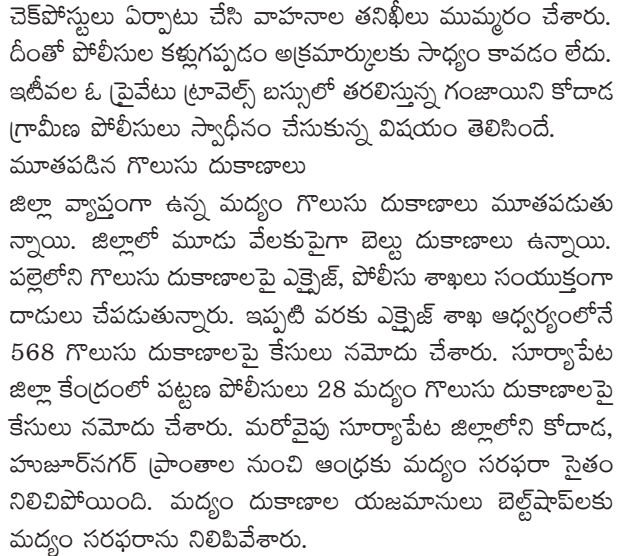 చెక్‌పోస్టులు ఏర్పాటు చేసి వాహనాల తనిఖీలు ముమ్మరం చేశారు.
దీంతో పోలీసుల కళ్లుగప్పడం అక్రమార్కులకు సాధ్యం కావడం లేదు.
ఇటీవల ఓ ప్రైవేటు ట్రావెల్స్ బస్సులో తరలిస్తున్న గంజాయిని కోదాడ
గ్రామీణ పోలీసులు స్వాధీనం చేసుకున్న విషయం తెలిసిందే.
మూతపడిన గొలుసు దుకాణాలు
జిల్లా వ్యాప్తంగా ఉన్న మద్యం గొలుసు దుకాణాలు మూతపడుతు
న్నాయి. జిల్లాలో మూడు వేలకుపైగా బెల్టు దుకాణాలు ఉన్నాయి.
పల్లెలోని గొలుసు దుకాణాలపై ఎక్సైజ్, పోలీసు శాఖలు సంయుక్తంగా
దాడులు చేపడుతున్నారు. ఇప్పటి వరకు ఎక్సైజ్ శాఖ ఆధ్వర్యంలోనే
568 గొలుసు దుకాణాలపై కేసులు నమోదు చేశారు. సూర్యాపేట
జిల్లా కేంద్రంలో పట్టణ పోలీసులు 28 మద్యం గొలుసు దుకాణాలపై
కేసులు నమోదు చేశారు. మరోవైపు సూర్యాపేట జిల్లాలోని కోదాడ,
హుజూర్‌నగర్ ప్రాంతాల నుంచి ఆంధ్రకు మద్యం సరఫరా సైతం
నిలిచిపోయింది. మద్యం దుకాణాల యజమానులు బెల్ట్‌షాప్‌లకు
మద్యం సరఫరాను నిలిపివేశారు.